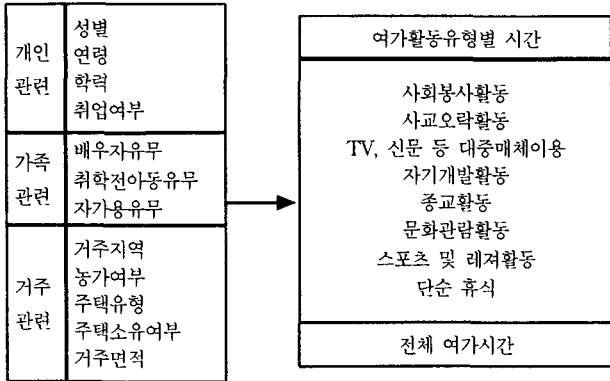 개인
관련
성별
연령
학력
취업여부
가족
관련
배우자유무
취학전아동유무
자가용유무
거주
관련
거주지역
농가여부
주택유형
주택소유여부
거주면적
여가활동유형별 시간
사회봉사활동
사교오락활동
TV, 신문 등 대중매체이용
자기개발활동
종교활동
문화관람활동
스포츠 및 레져활동
단순 휴식
전체 여가시간